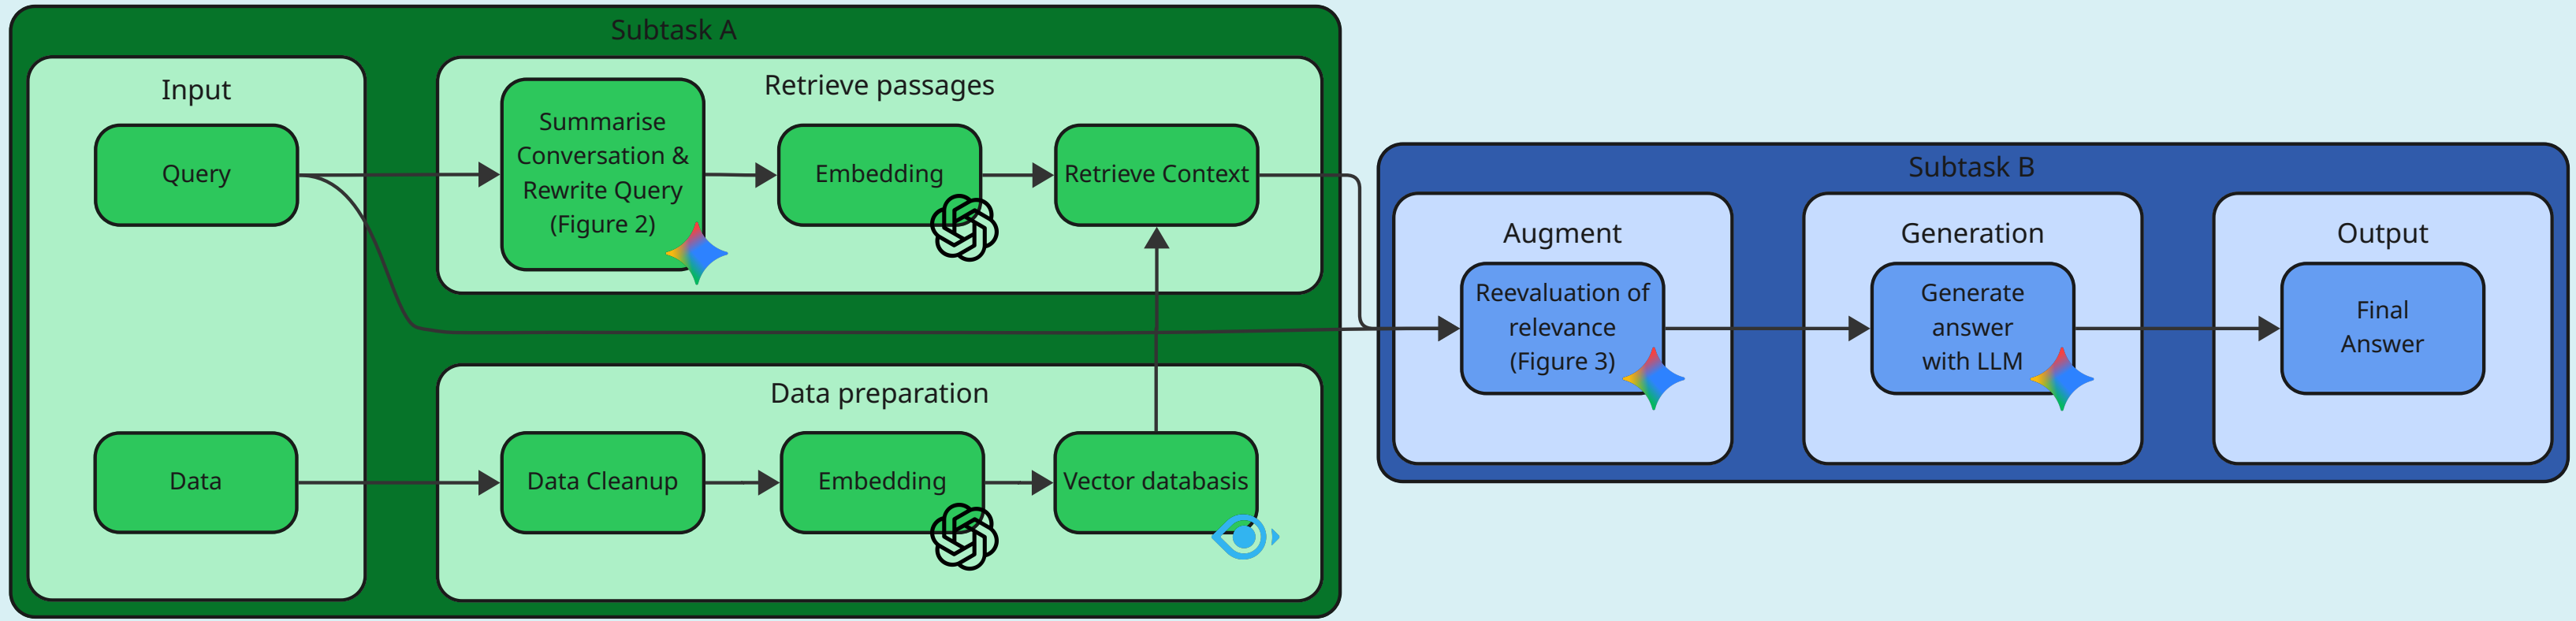 Subtask A
Input
Query
Data
Retrieve passages
Summarise
Conversation &
Rewrite Query
(Figure 2)
Embedding
Retrieve Context
Data preparation
Data Cleanup
Embedding
Vector databasis
Subtask B
Augment
Reevaluation of
relevance
(Figure 3)
Generation
Generate
answer
with LLM
Output
Final
Answer